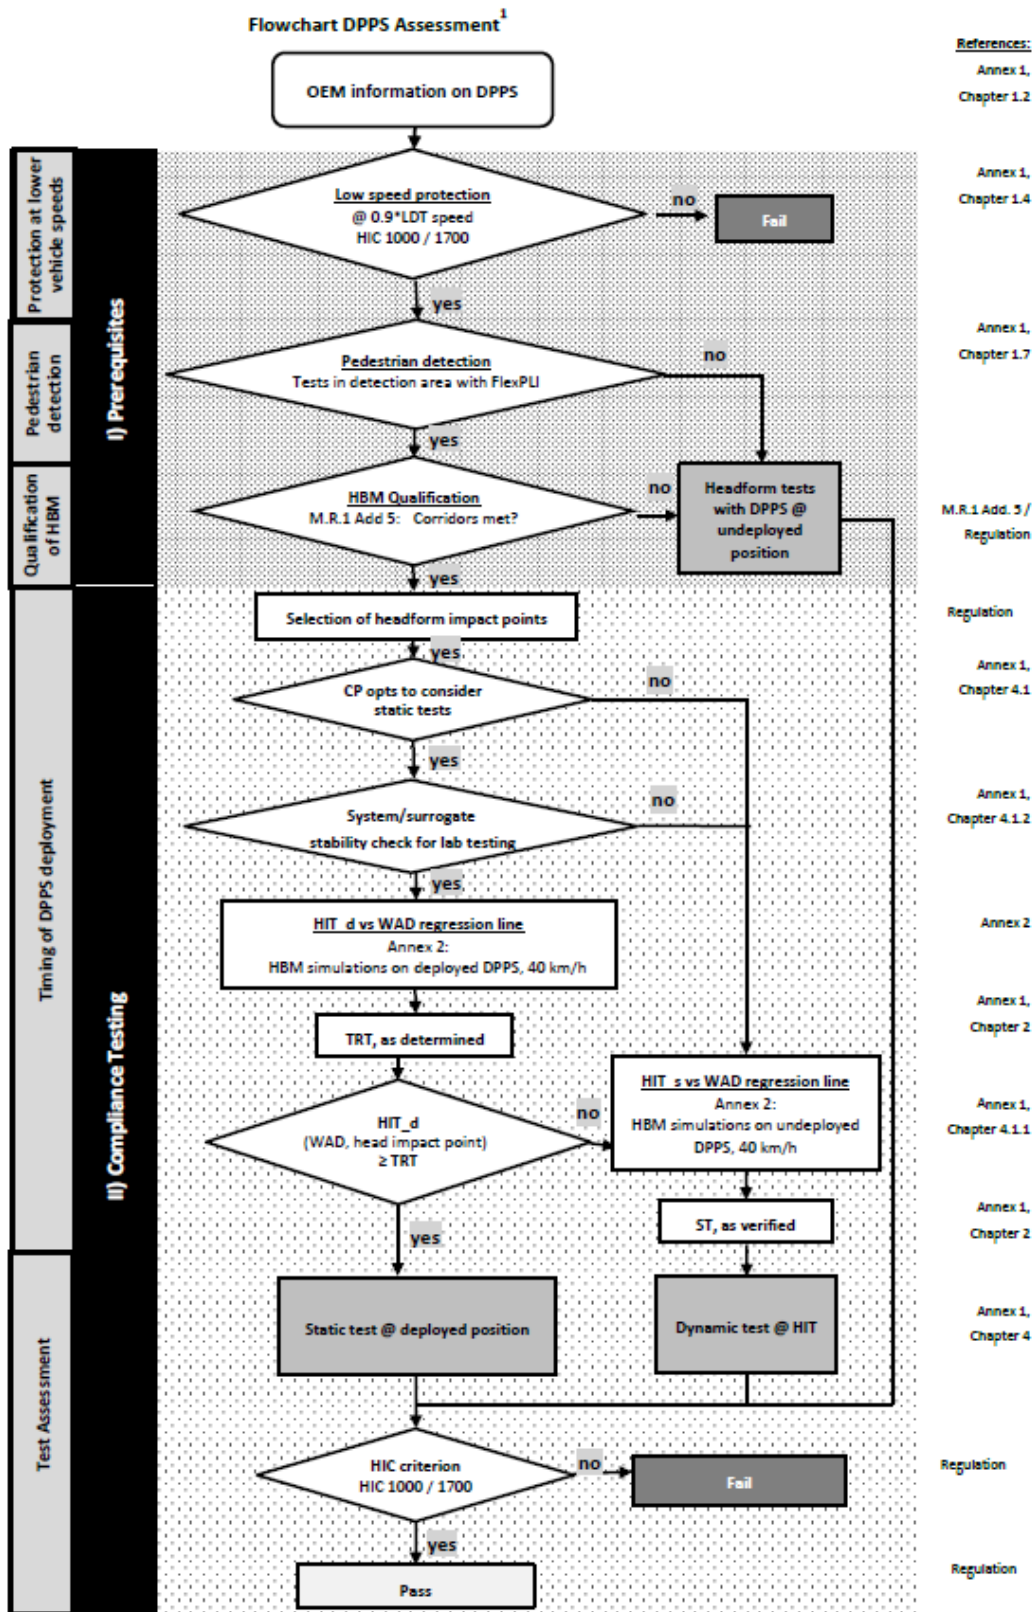 Flowchart DPPS Assessment1
References:
OEM information on DPPS
Annex 1,
Chapter 1.2
Protection at lower
vehicle speeds
I) Prerequisites
Low speed protection
@ 0.9*LDT speed
HIC 1000 / 1700
no
Fail
Annex 1,
Chapter 1.4
yes
Pedestrian
detection
Pedestrian detection
Tests in detection area with FlexPLI
no
Annex 1,
Chapter 1.7
yes
Qualification
of HBM
HBM Qualification
M.R.1 Add 5: Corridors met?
no
Headform tests
with DPPS @
undeployed
position
M.R.1 Add. 5 /
Regulation
yes
Timing of DPPS deployment
II) Compliance Testing
Selection of headform impact points
Regulation
yes
CP opts to consider
static tests
no
Annex 1,
Chapter 4.1
yes
System/surrogate
stability check for lab testing
no
Annex 1,
Chapter 4.1.2
yes
HIT_d vs WAD regression line
Annex 2:
HBM simulations on deployed DPPS, 40 km/h
Annex 2
TRT, as determined
Annex 1,
Chapter 2
HIT_d
(WAD, head impact point)
≥ TRT
no
HIT_s vs WAD regression line
Annex 2:
HBM simulations on undeployed
DPPS, 40 km/h
Annex 1,
Chapter 4.1.1
yes
ST, as verified
Annex 1,
Chapter 2
Test Assessment
Static test @ deployed position
Dynamic test @ HIT
Annex 1,
Chapter 4
HIC criterion
HIC 1000 / 1700
no
Fail
Regulation
yes
Pass
Regulation